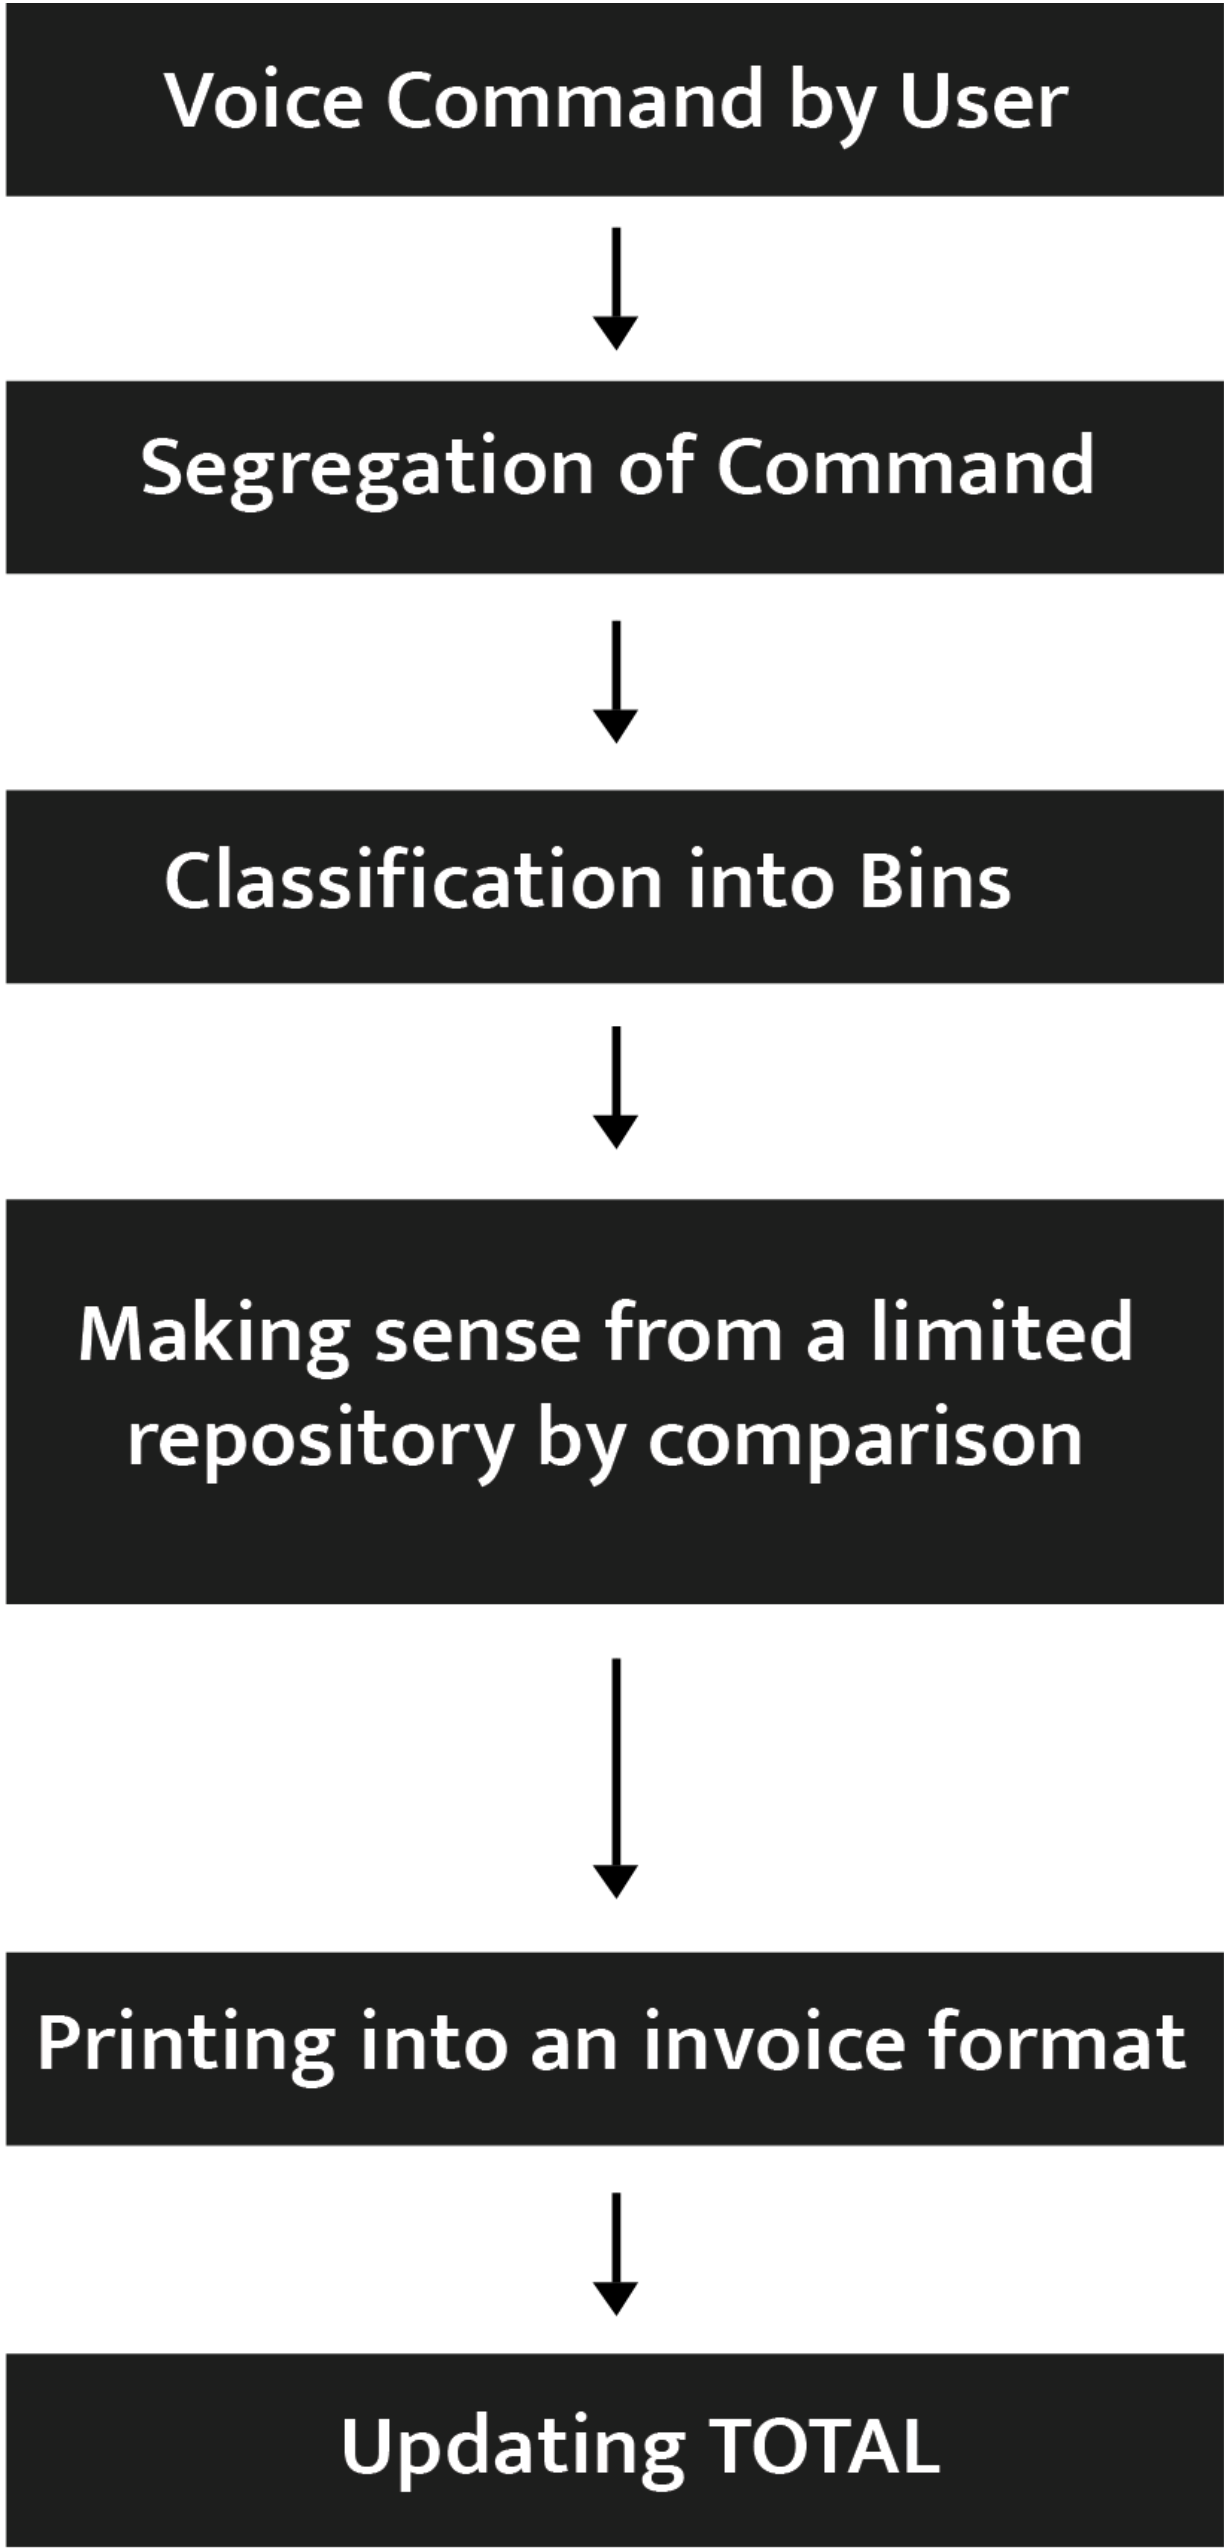 Voice Command by User
Segregation of Command
Classification into Bins
Making sense from a limited
repository by comparison
Printing into an invoice format
Updating TOTAL